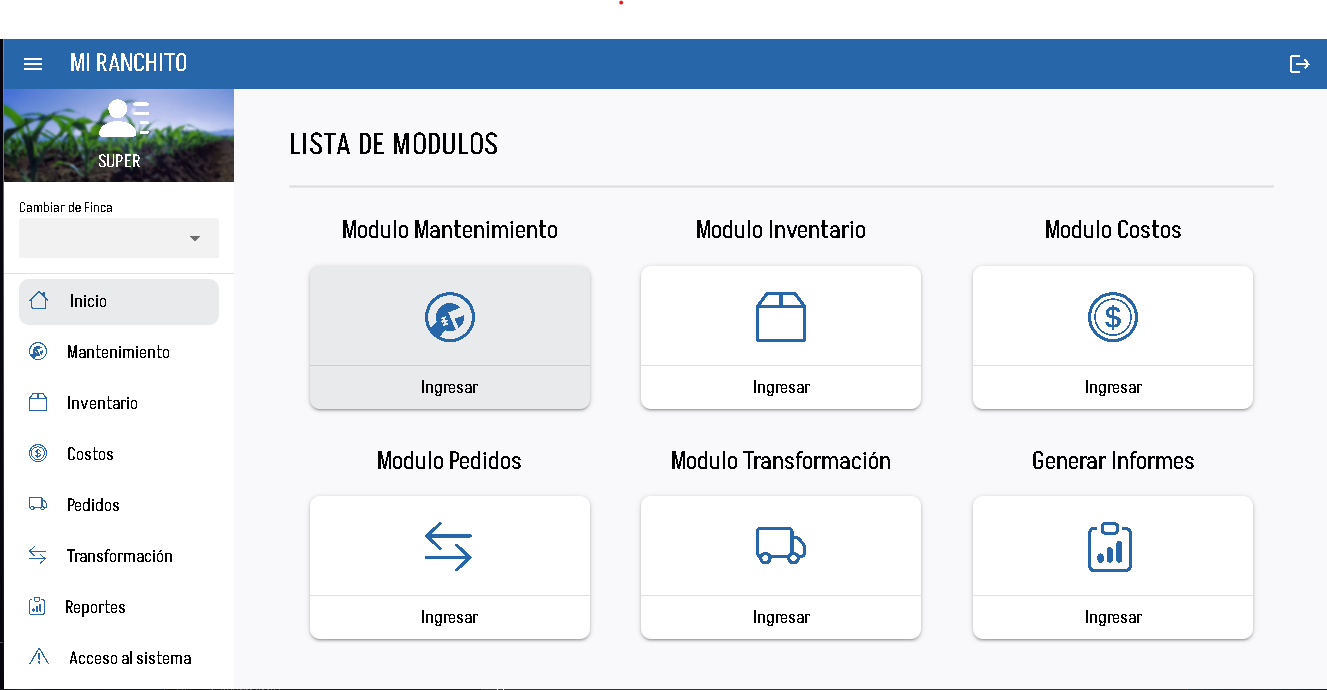 MI RANCHITO
SUPER
Cambiar de Finca
Inicio
Mantenimiento
Inventario
Costos
Pedidos
Transformación
Reportes
Acceso al sistema
LISTA DE MODULOS
Modulo Mantenimiento
Ingresar
Modulo Inventario
Ingresar
Modulo Costos
Ingresar
Modulo Pedidos
Ingresar
Modulo Transformación
Ingresar
Generar Informes
Ingresar